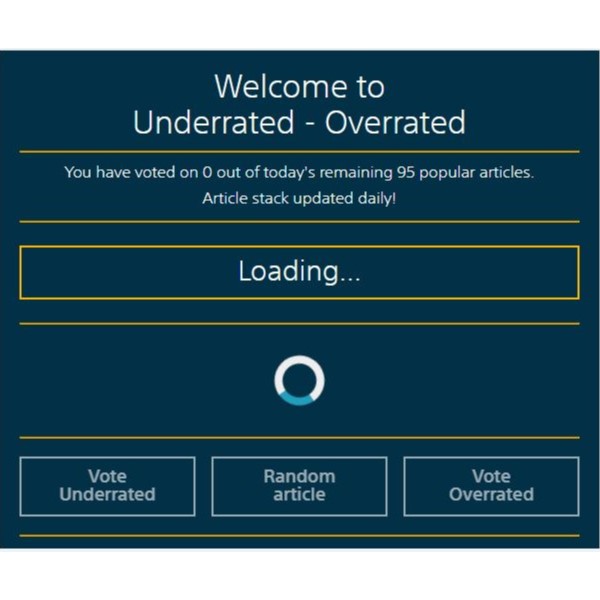 Welcome to
Underrated - Overrated
You have voted on 0 out of today's remaining 95 popular articles.
Article stack updated daily!
Loading...
Vote
Underrated
Random
article
Vote
Overrated